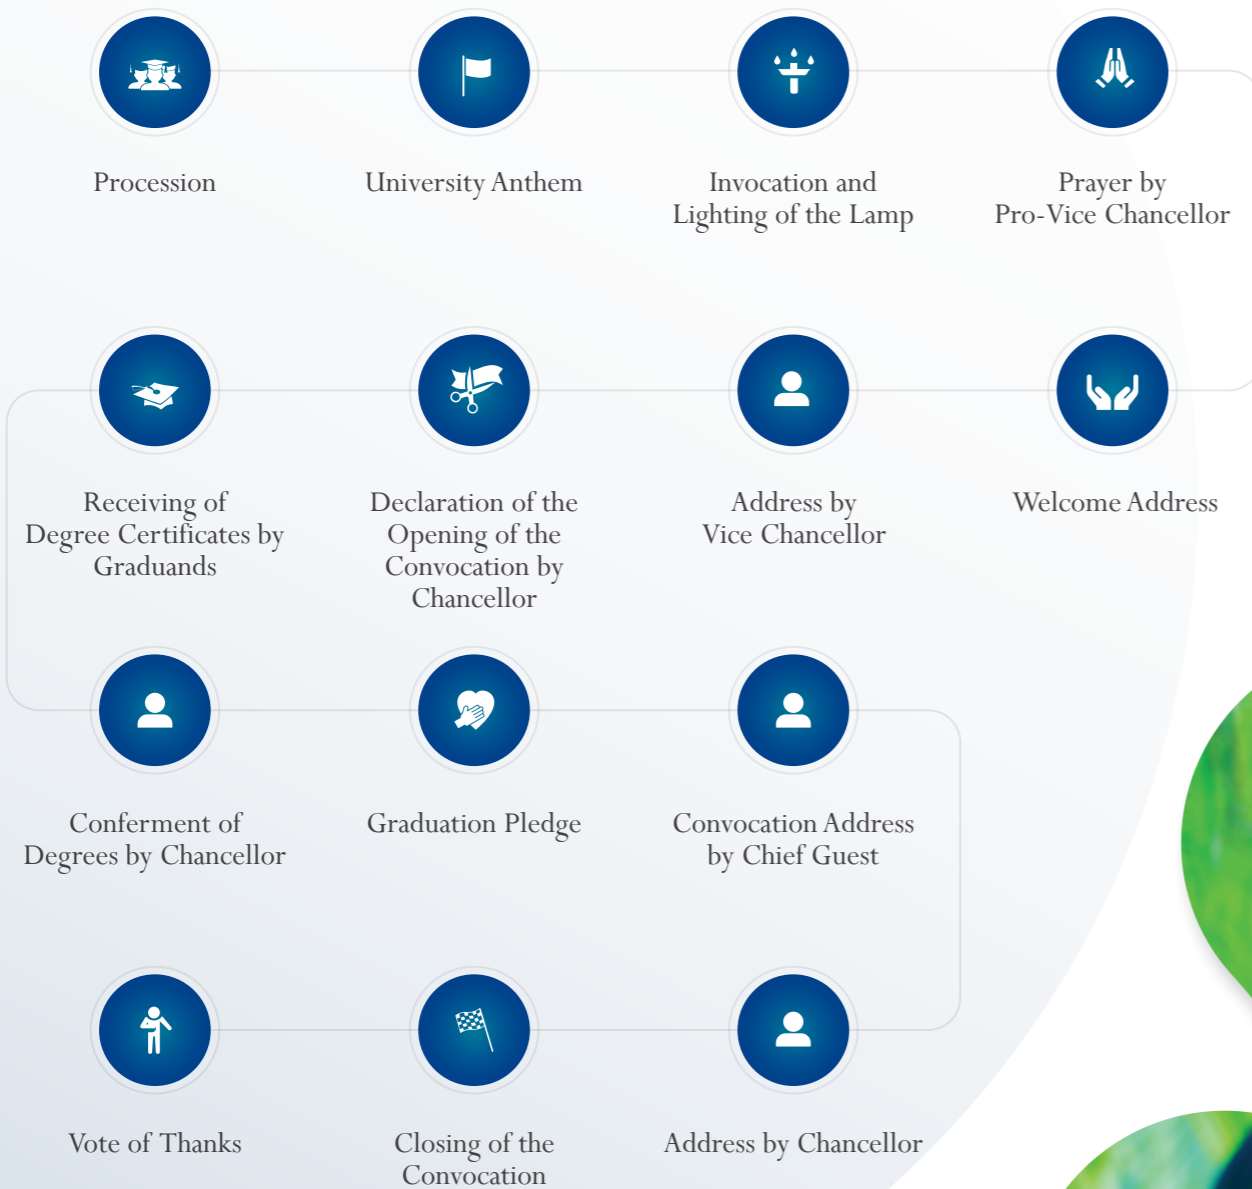 Procession
University Anthem
Invocation and
Lighting of the Lamp
Prayer by
Pro-Vice Chancellor
Welcome Address
Address by
Vice Chancellor
Declaration of the
Opening of the
Convocation by
Chancellor
Receiving of
Degree Certificates by
Graduands
Conferment of
Degrees by Chancellor
Graduation Pledge
Convocation Address
by Chief Guest
Address by Chancellor
Closing of the
Convocation
Vote of Thanks